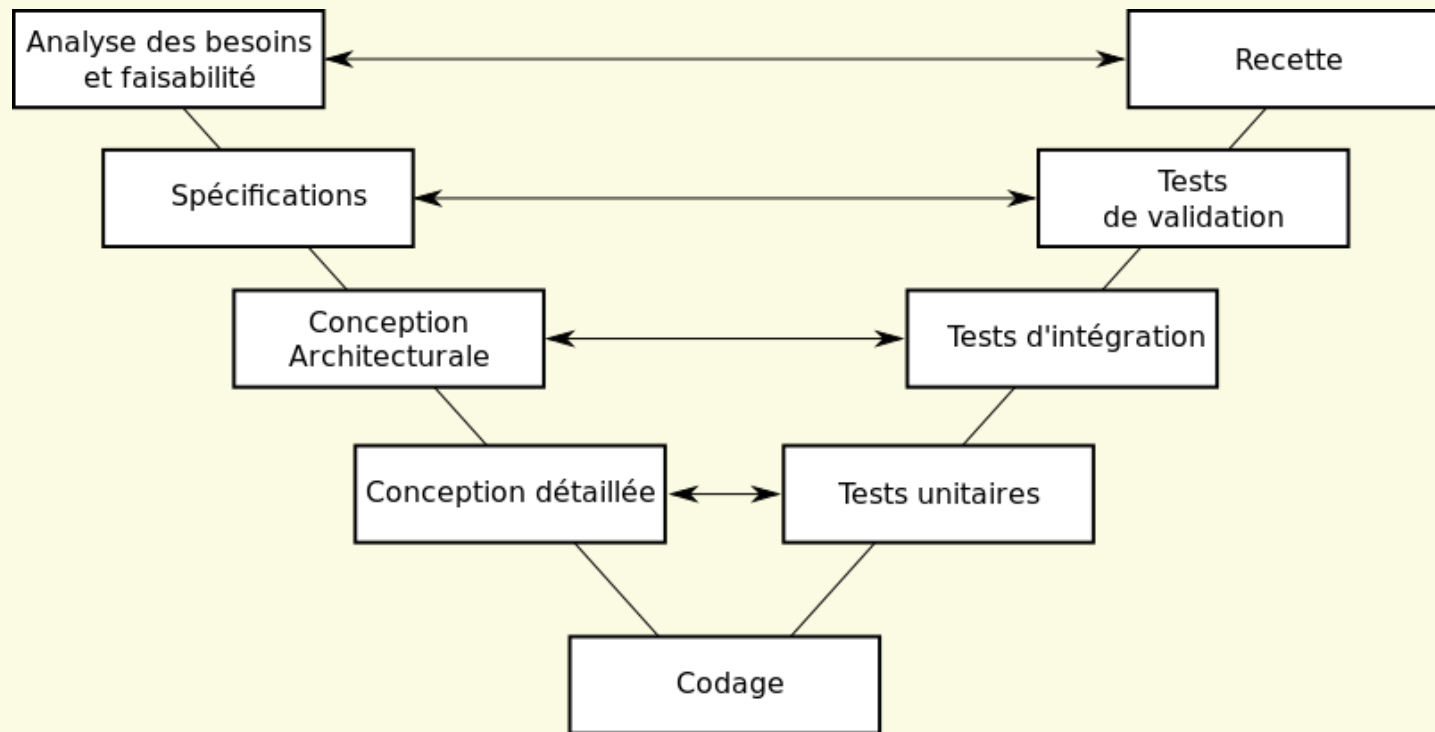 Analyse des besoins
et faisabilité
Recette
Spécifications
Tests
de validation
Conception
Architecturale
Tests d'intégration
Conception détaillée
Tests unitaires
Codage